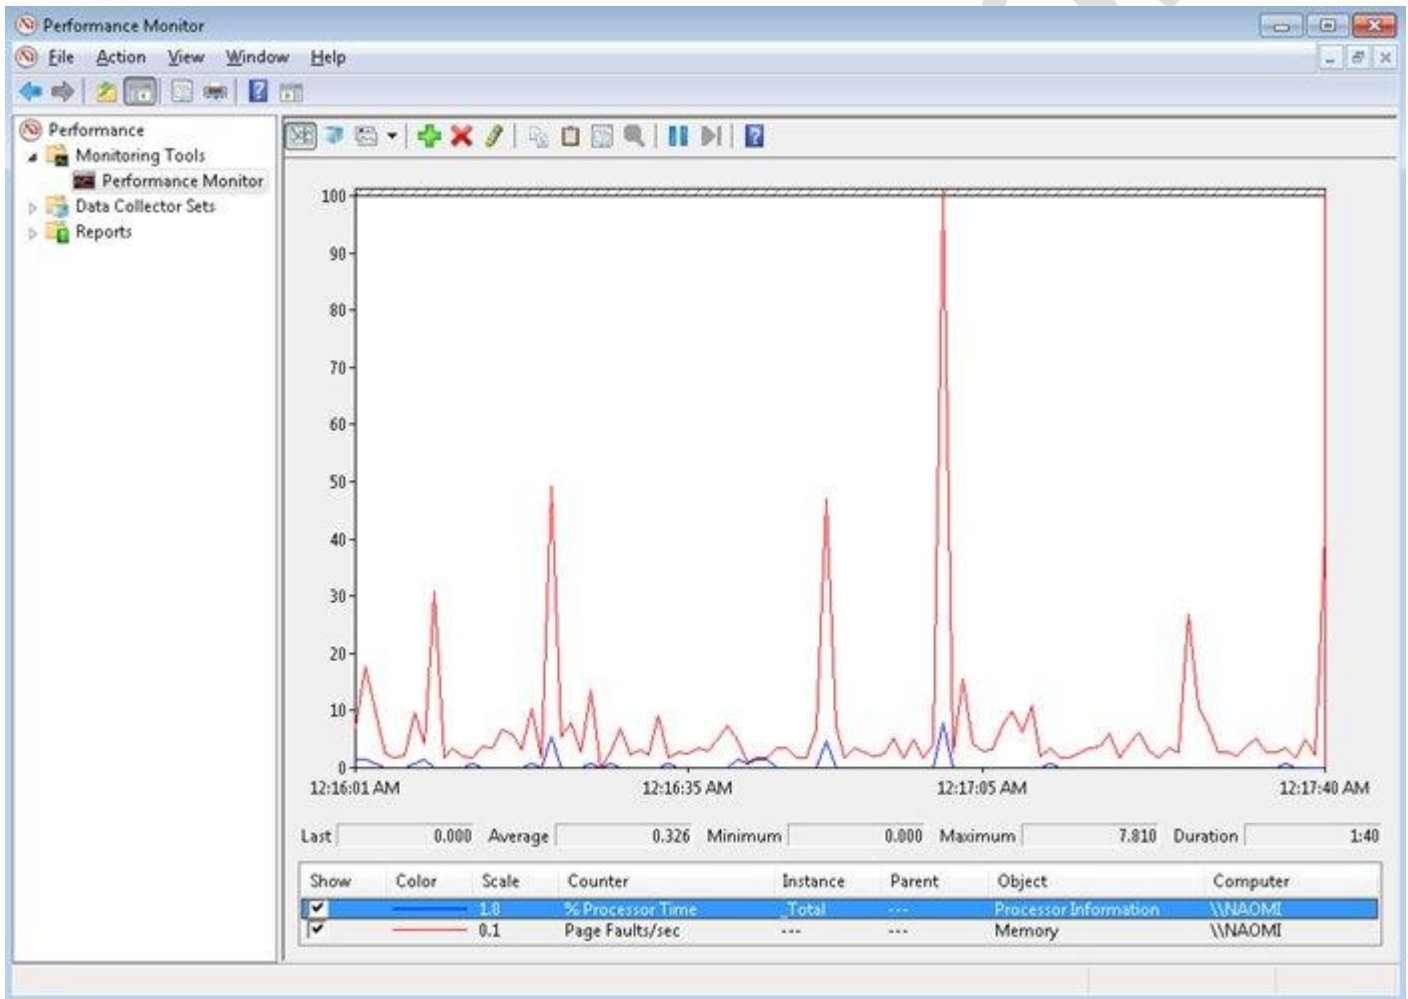 Performance Monitor
File Action View Window Help
Performance
Monitoring Tools
Performance Monitor
Data Collector Sets
Reports
100
90
80
70
60
50
40
30
20
10
0
12:16:01 AM 12:16:35 AM 12:17:05 AM 12:17:40 AM
Last 0.000 Average 0.326 Minimum 0.000 Maximum 7.810 Duration 1:40
Show Color Scale Counter Instance Parent Object Computer
1.0 % Processor Time _Total --- Processor Information \\NAOMI
0.1 Page Faults/sec --- --- Memory \\NAOMI